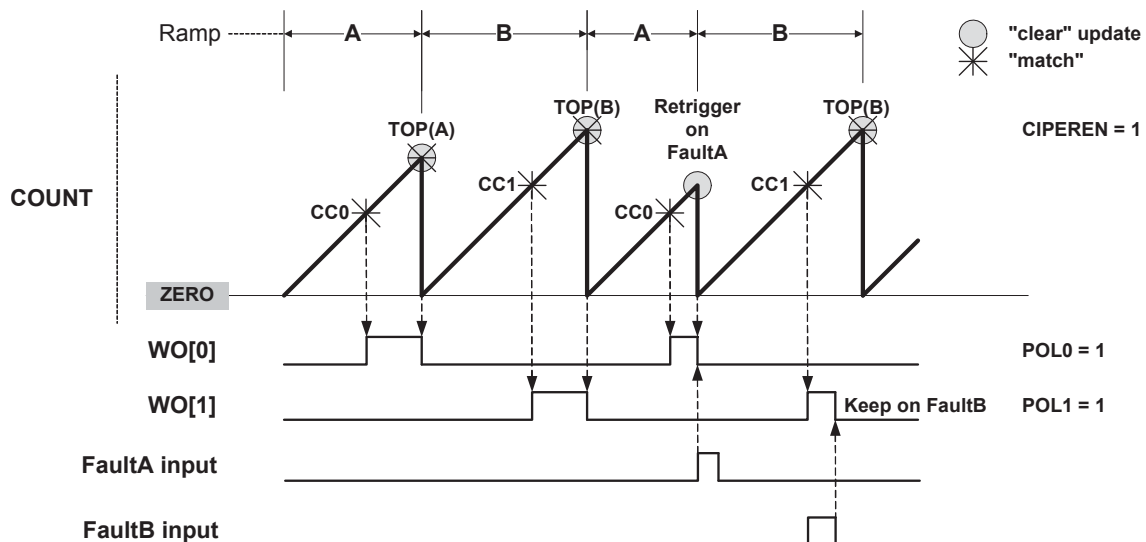 Ramp
A
B
A
B
"clear" update
"match"
TOP(A)
TOP(B)
Retrigger
on
FaultA
TOP(B)
CIPEREN = 1
COUNT
CC0
CC1
CC0
CC1
ZERO
WO[0]
POL0 = 1
WO[1]
Keep on FaultB
POL1 = 1
FaultA input
FaultB input